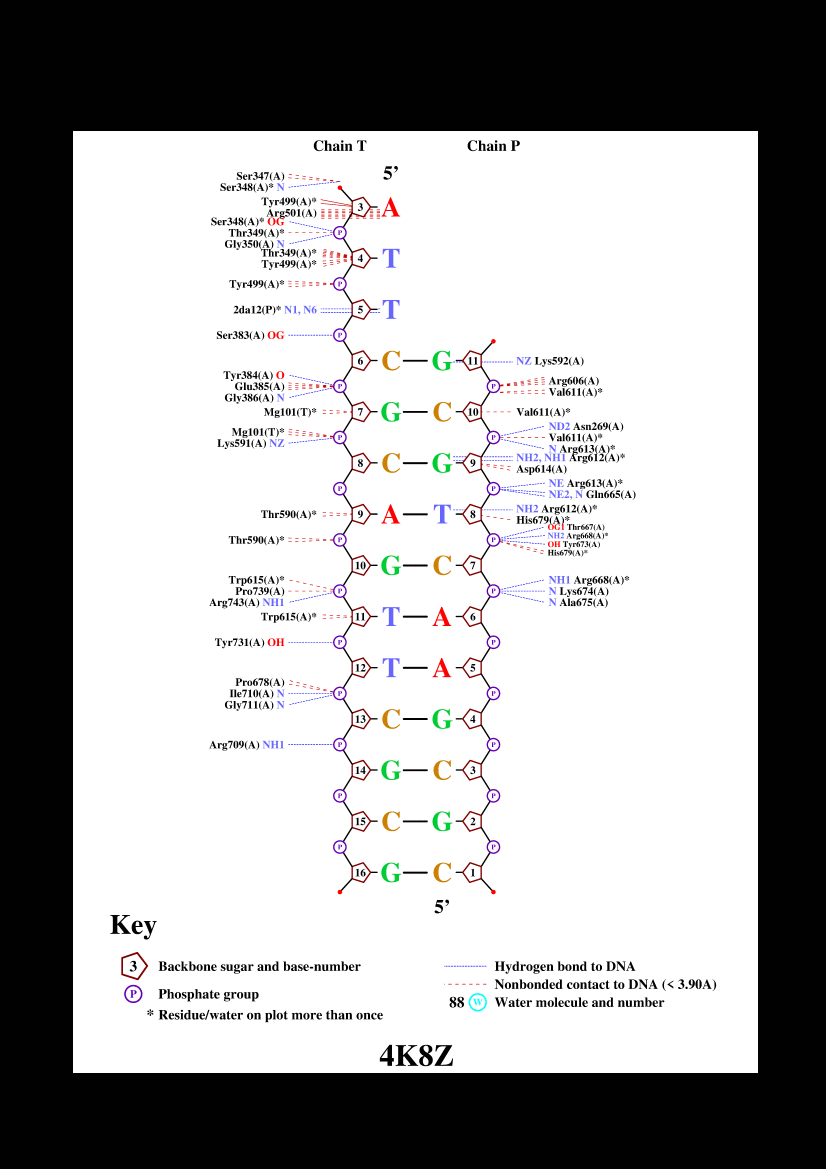 Chain T Chain P
5’
Ser347(A)
Ser348(A)* N
Tyr499(A)*
3 A
Arg501(A)
Ser348(A)* OG
Thr349(A)* P
Gly350(A) N
Thr349(A)*
4 T
Tyr499(A)*
Tyr499(A)* P
2da12(P)* N1, N6 5 T
Ser383(A) OG P
6 C G 11 NZ Lys592(A)
Tyr384(A) O
Arg606(A)
Glu385(A) P P
Val611(A)*
Gly386(A) N
Mg101(T)* 7 G C 10 Val611(A)*
ND2 Asn269(A)
Mg101(T)*
P P Val611(A)*
Lys591(A) NZ
N Arg613(A)*
NH2, NH1 Arg612(A)*
8 C G 9
Asp614(A)
NE Arg613(A)*
P P
NE2, N Gln665(A)
NH2 Arg612(A)*
Thr590(A)* 9 A T 8
His679(A)*
OG1 Thr667(A)
NH2 Arg668(A)*
Thr590(A)* P P
OH Tyr673(A)
His679(A)*
10 G C 7
Trp615(A)* NH1 Arg668(A)*
Pro739(A) P P N Lys674(A)
Arg743(A) NH1 N Ala675(A)
Trp615(A)* 11 T A 6
Tyr731(A) OH P P
12 T A 5
Pro678(A)
Ile710(A) N P P
Gly711(A) N
13 C G 4
Arg709(A) NH1 P P
14 G C 3
P P
15 C G 2
P P
16 G C 1
5’
Key
3 Backbone sugar and base-number
P Phosphate group
* Residue/water on plot more than once
Hydrogen bond to DNA
Nonbonded contact to DNA (< 3.90A)
88 W Water molecule and number
4K8Z